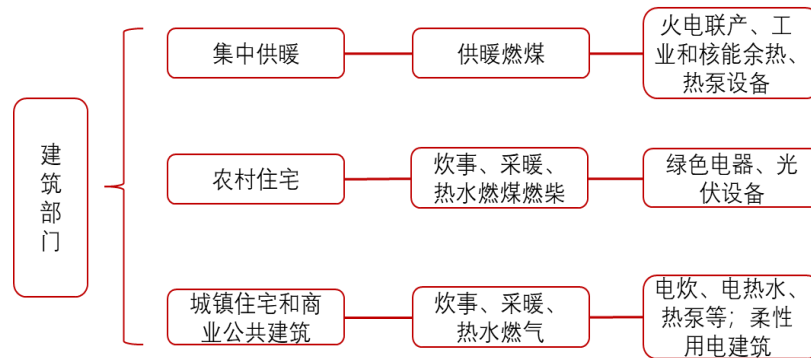 建
筑
部
门
集中供暖
供暖燃煤
火电联产、工
业和核能余热、
热泵设备
农村住宅
炊事、采暖、
热水燃煤燃柴
绿色电器、光
伏设备
城镇住宅和商
业公共建筑
炊事、采暖、
热水燃气
电炊、电热水、
热泵等；柔性
用电建筑